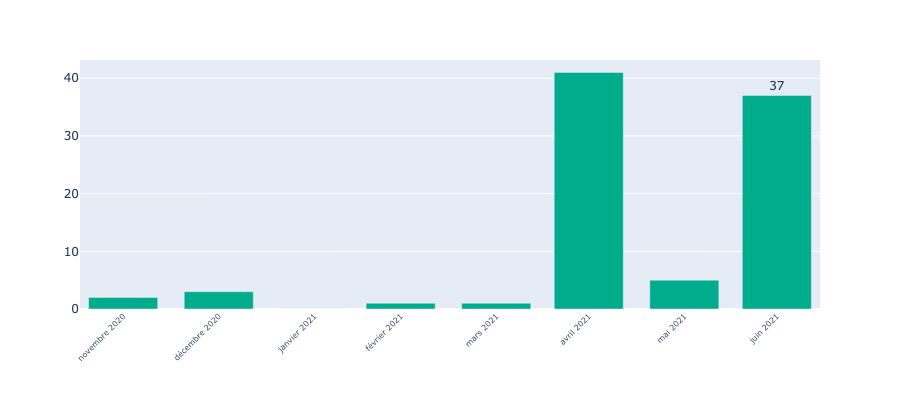 40
37
30
20
10
0
novembre 2020
décembre 2020
janvier 2021
février 2021
mars 2021
avril 2021
mai 2021
juin 2021